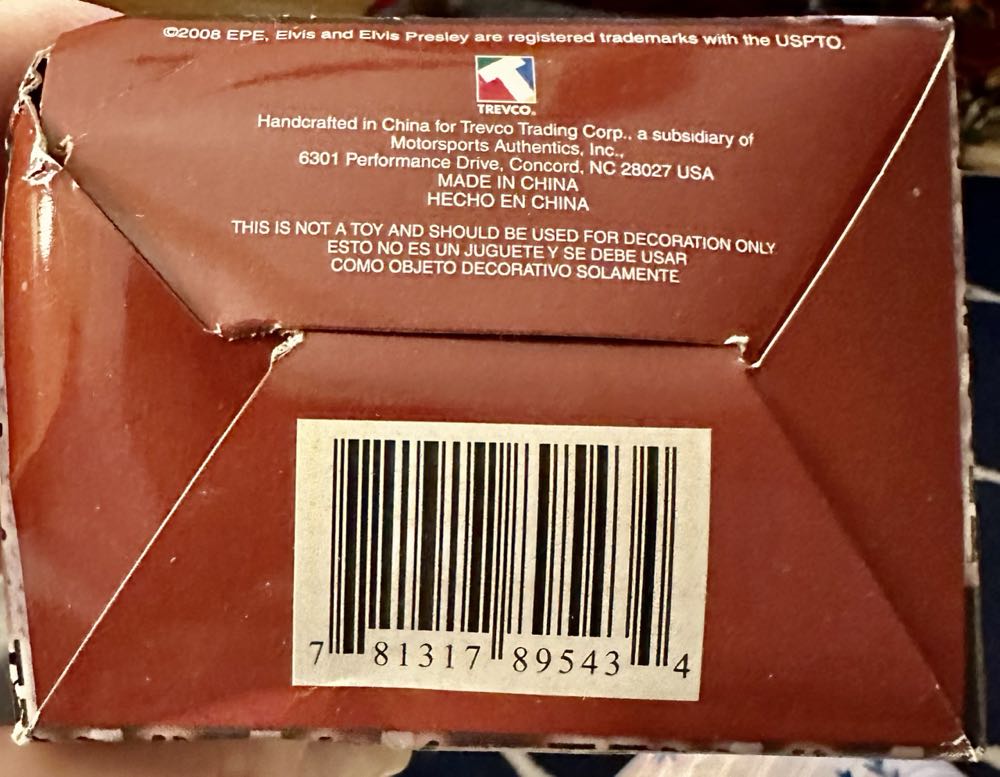 ©2008 EPE, Elvis and Elvis Presley are registered trademarks with the USPTO.
TREVCO®
Handcrafted in China for Trevco Trading Corp., a subsidiary of
Motorsports Authentics, Inc.,
6301 Performance Drive, Concord, NC 28027 USA
MADE IN CHINA
HECHO EN CHINA
THIS IS NOT A TOY AND SHOULD BE USED FOR DECORATION ONLY
ESTO NO ES UN JUGUETE Y SE DEBE USAR
COMO OBJETO DECORATIVO SOLAMENTE
7 81317 89543 4